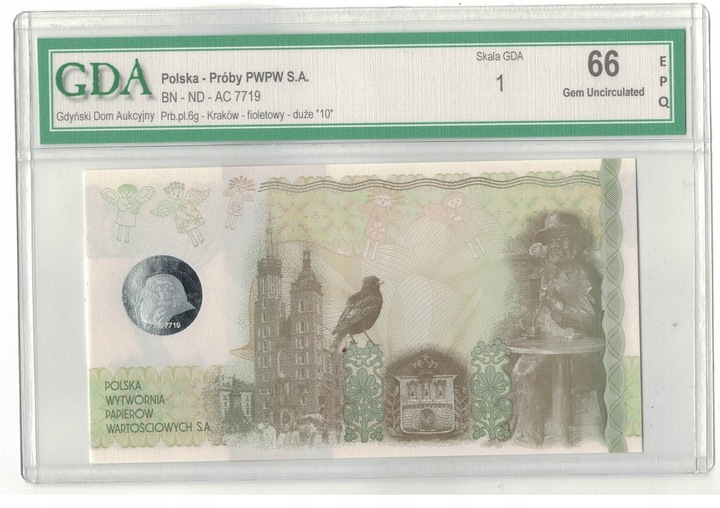 GDA
Polska - Próby PWPW S.A.
BN - ND - AC 7719
Gdyński Dom Aukcyjny Prb.pl.6g - Kraków - fioletowy - duże "10"
Skala GDA
1
66
Gem Uncirculated
E
P
Q
7719
POLSKA
WYTWÓRNIA
PAPIERÓW
WARTOŚCIOWYCH S.A.